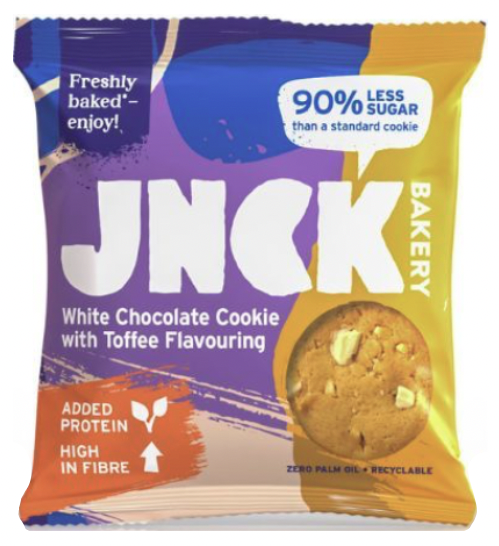 Freshly
baked*–
enjoy!
90% LESS
SUGAR
than a standard cookie
JNCK
BAKERY
White Chocolate Cookie
with Toffee Flavouring
ADDED
PROTEIN
HIGH
IN FIBRE
ZERO PALM OIL • RECYCLABLE